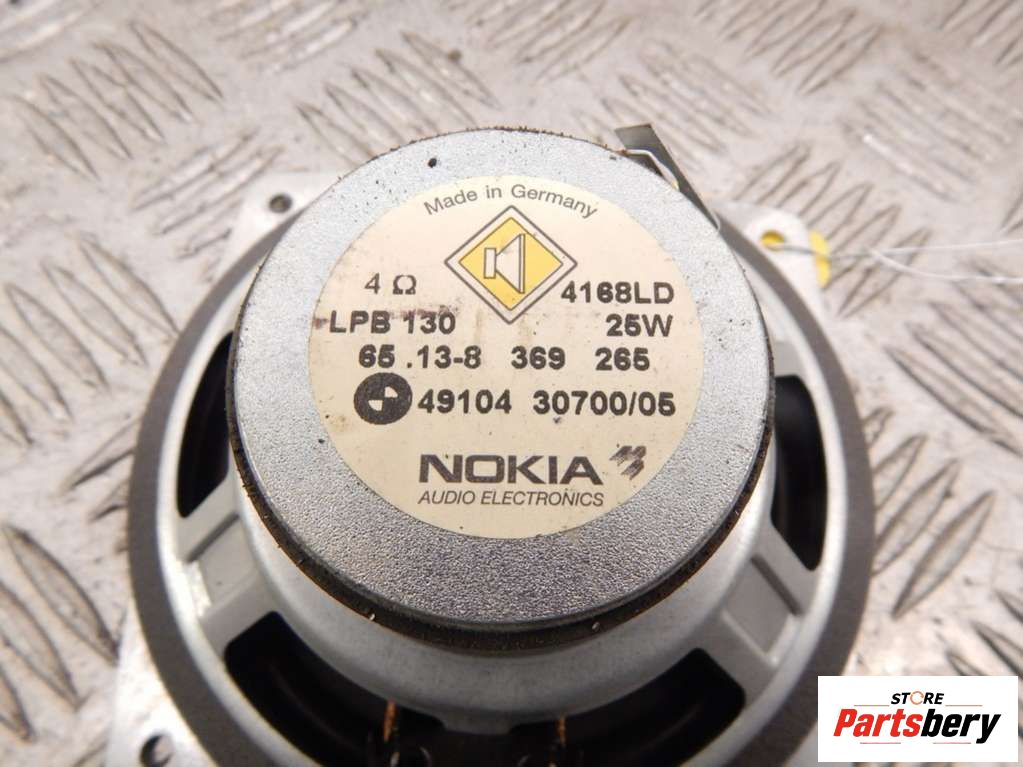 Made in Germany
4 Ω 4168LD
LPB 130 25W
65 .13-8 369 265
49104 30700/05
NOKIA
AUDIO ELECTRONICS
STORE
Partsbery